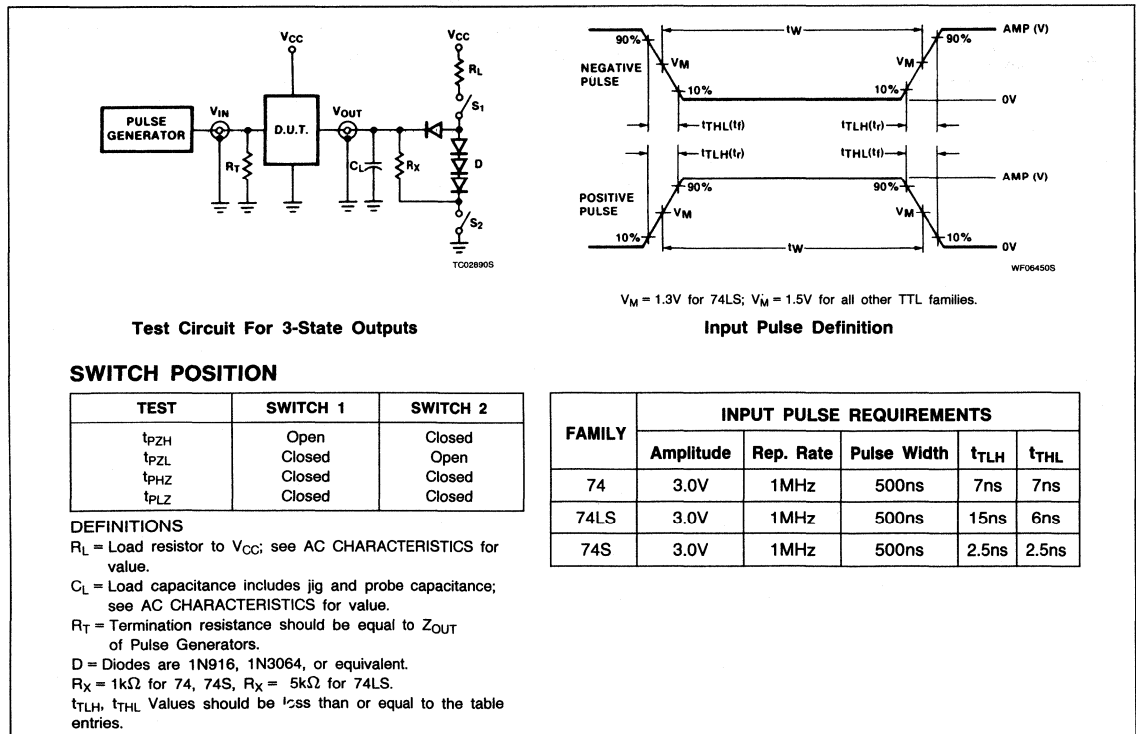 VCC
VCC
RL
S1
PULSE GENERATOR
VIN
D.U.T.
VOUT
RT
CL
RX
D
S2
TC02890S
Test Circuit For 3-State Outputs
NEGATIVE PULSE
90%
tW
90%
AMP (V)
VM
VM
10%
10%
0V
tTHL(tf)
tTLH(tr)
tTLH(tr)
tTHL(tf)
POSITIVE PULSE
90%
90%
AMP (V)
VM
VM
10%
tW
10%
0V
WF06450S
VM = 1.3V for 74LS; VM = 1.5V for all other TTL families.
Input Pulse Definition
SWITCH POSITION
TEST SWITCH 1 SWITCH 2
tPZH Open Closed
tPZL Closed Open
tPHZ Closed Closed
tPLZ Closed Closed
DEFINITIONS
RL = Load resistor to VCC; see AC CHARACTERISTICS for
value.
CL = Load capacitance includes jig and probe capacitance;
see AC CHARACTERISTICS for value.
RT = Termination resistance should be equal to ZOUT
of Pulse Generators.
D = Diodes are 1N916, 1N3064, or equivalent.
RX = 1kΩ for 74, 74S, RX = 5kΩ for 74LS.
tTLH, tTHL Values should be less than or equal to the table
entries.
FAMILY INPUT PULSE REQUIREMENTS
Amplitude Rep. Rate Pulse Width tTLH tTHL
74 3.0V 1MHz 500ns 7ns 7ns
74LS 3.0V 1MHz 500ns 15ns 6ns
74S 3.0V 1MHz 500ns 2.5ns 2.5ns